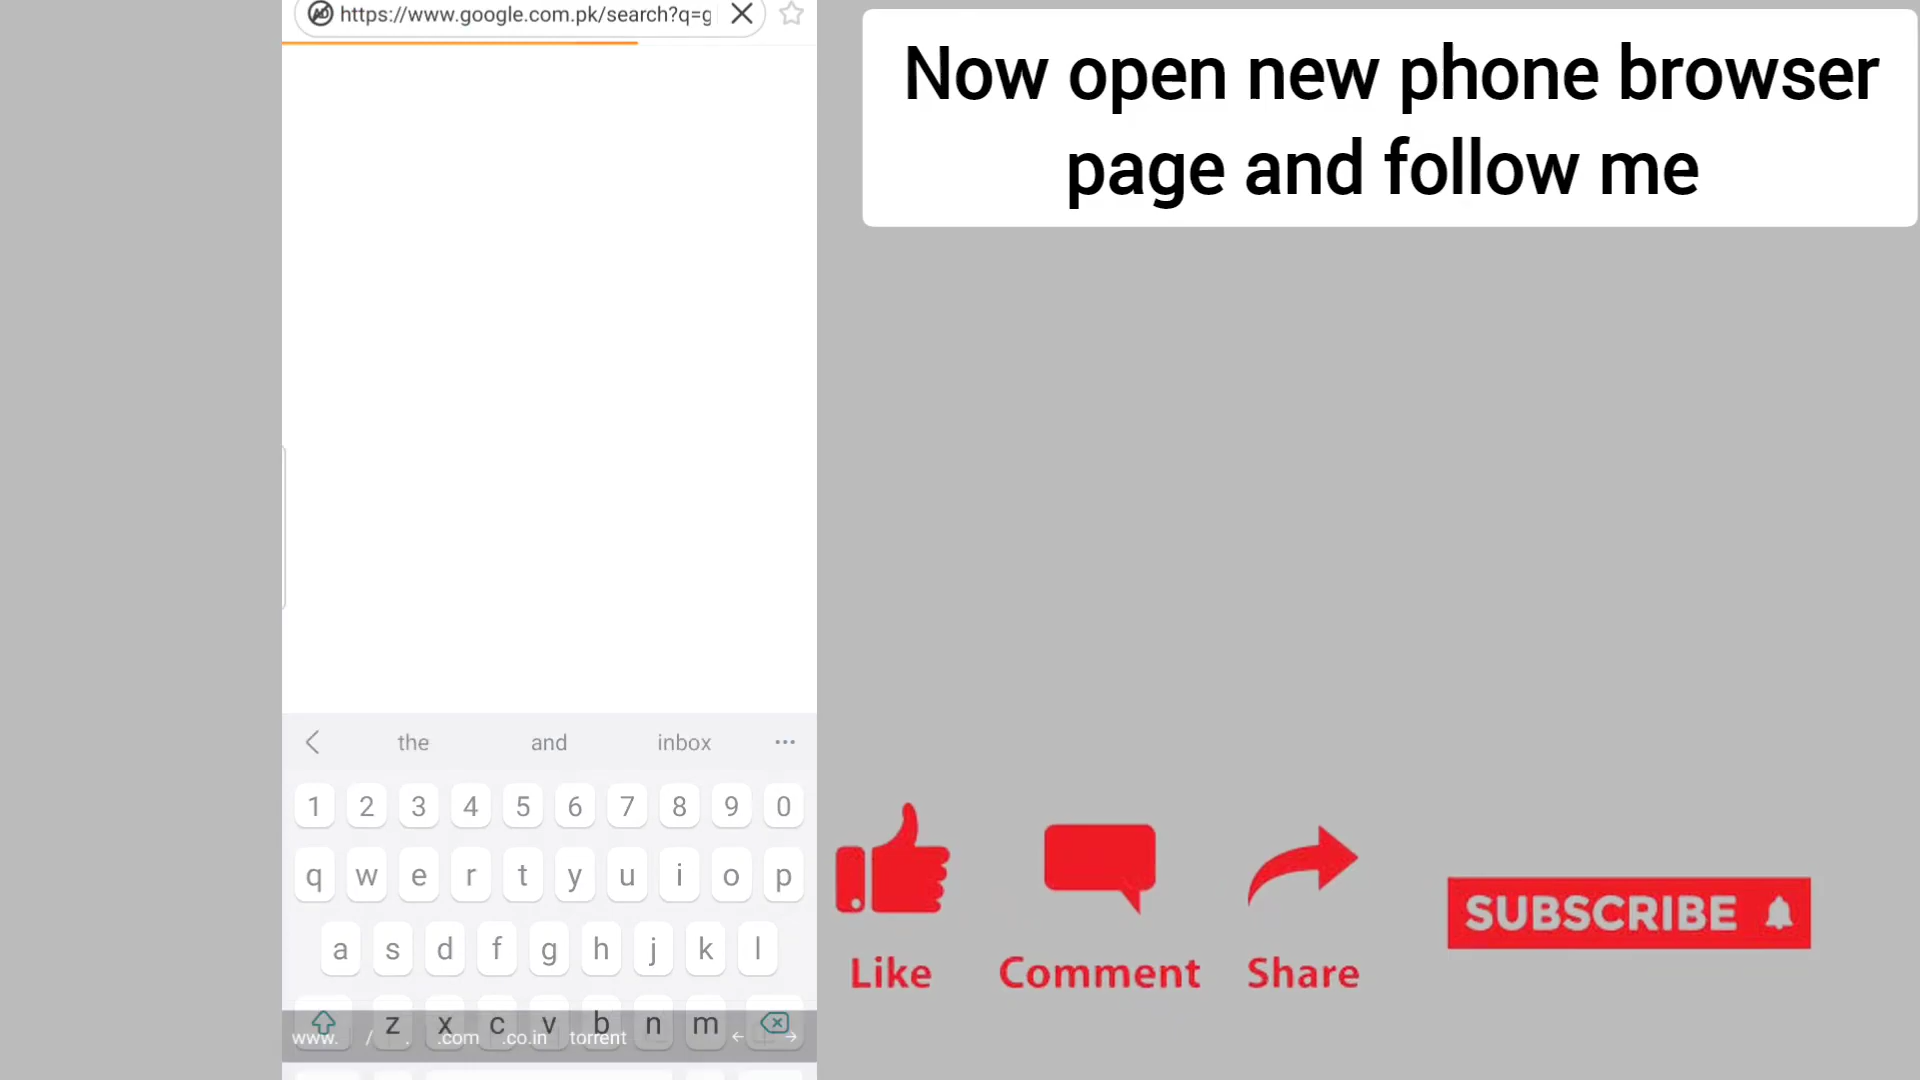 https://www.google.com.pk/search?q=g
Now open new phone browser
page and follow me
the and inbox ...
1 2 3 4 5 6 7 8 9 0
q w e r t y u i o p
a s d f g h j k l
z x c v b n m
www. / . .com .co.in torrent
Like Comment Share
SUBSCRIBE